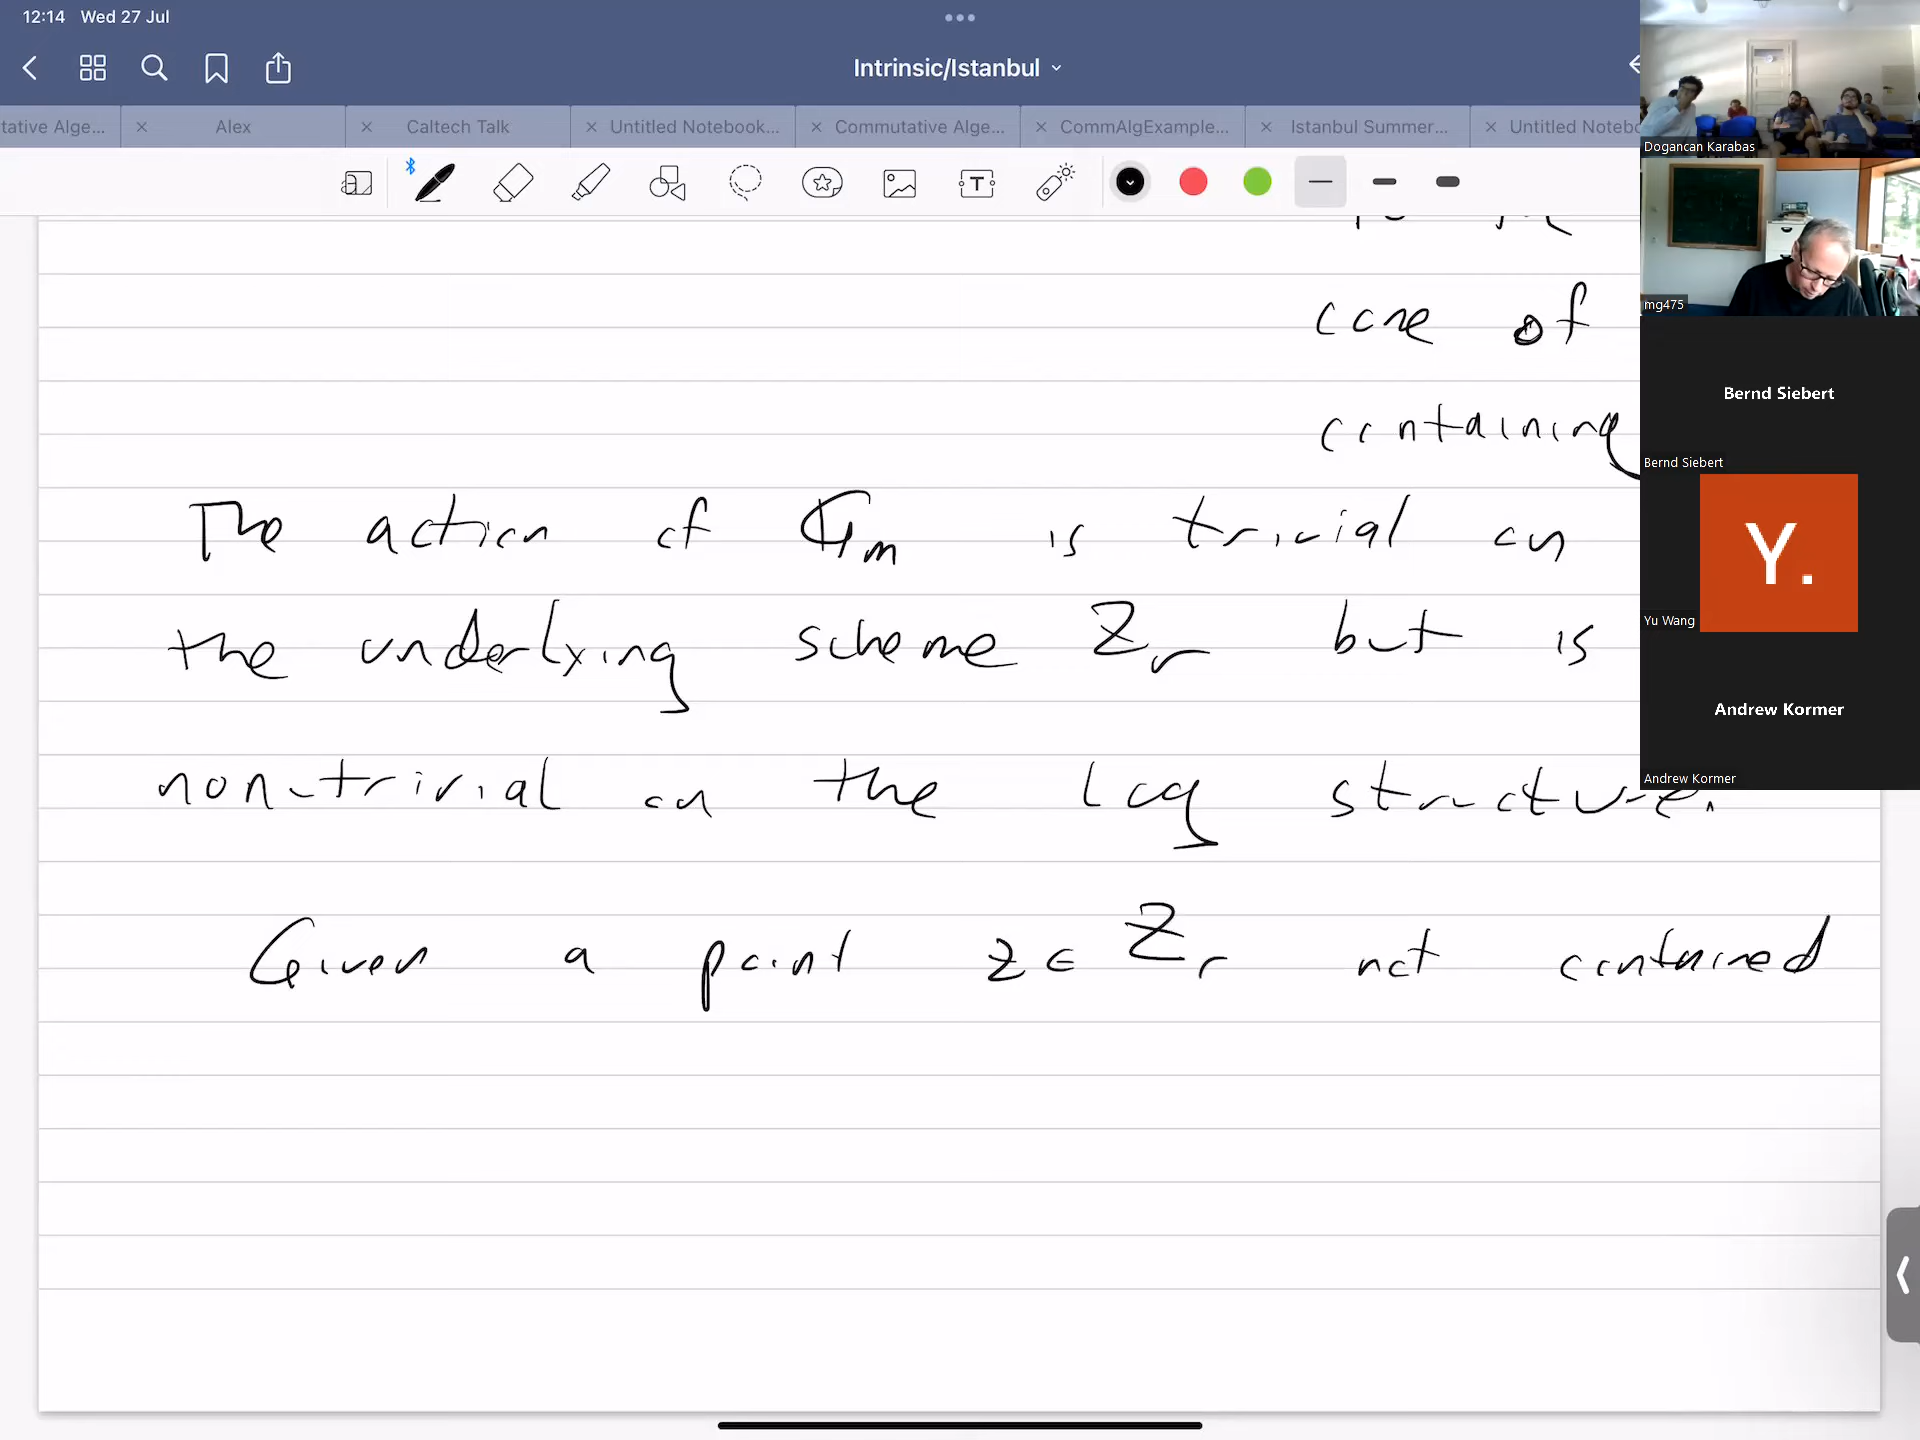 12:14 Wed 27 Jul
Intrinsic/Istanbul
tative Alge...
Alex
Caltech Talk
Untitled Notebook...
Commutative Alge...
CommAlgExample...
Istanbul Summer...
Untitled Notebo
Dogancan Karabas
mg475
Bernd Siebert
Bernd Siebert
Y.
Yu Wang
Andrew Kormer
Andrew Kormer
case of
containing
The action of Gm is trivial on
the underlying scheme Zr but is
non-trivial on the log structure.
Given a point z ∈ Zr not contained